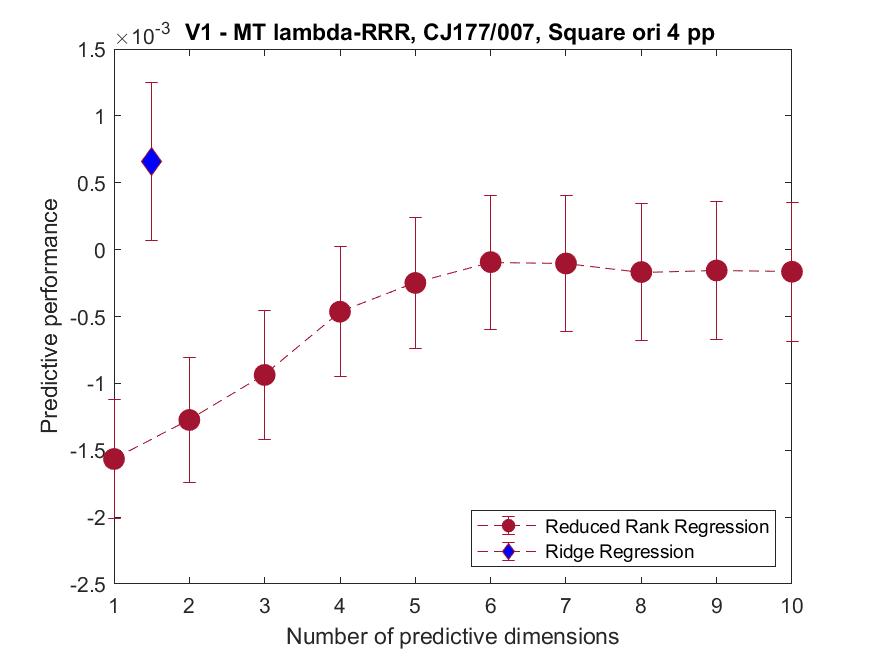 ×10^-3
V1 - MT lambda-RRR, CJ177/007, Square ori 4 pp
1.5
1
0.5
0
-0.5
-1
-1.5
-2
-2.5
Predictive performance
1 2 3 4 5 6 7 8 9 10
Number of predictive dimensions
Reduced Rank Regression
Ridge Regression